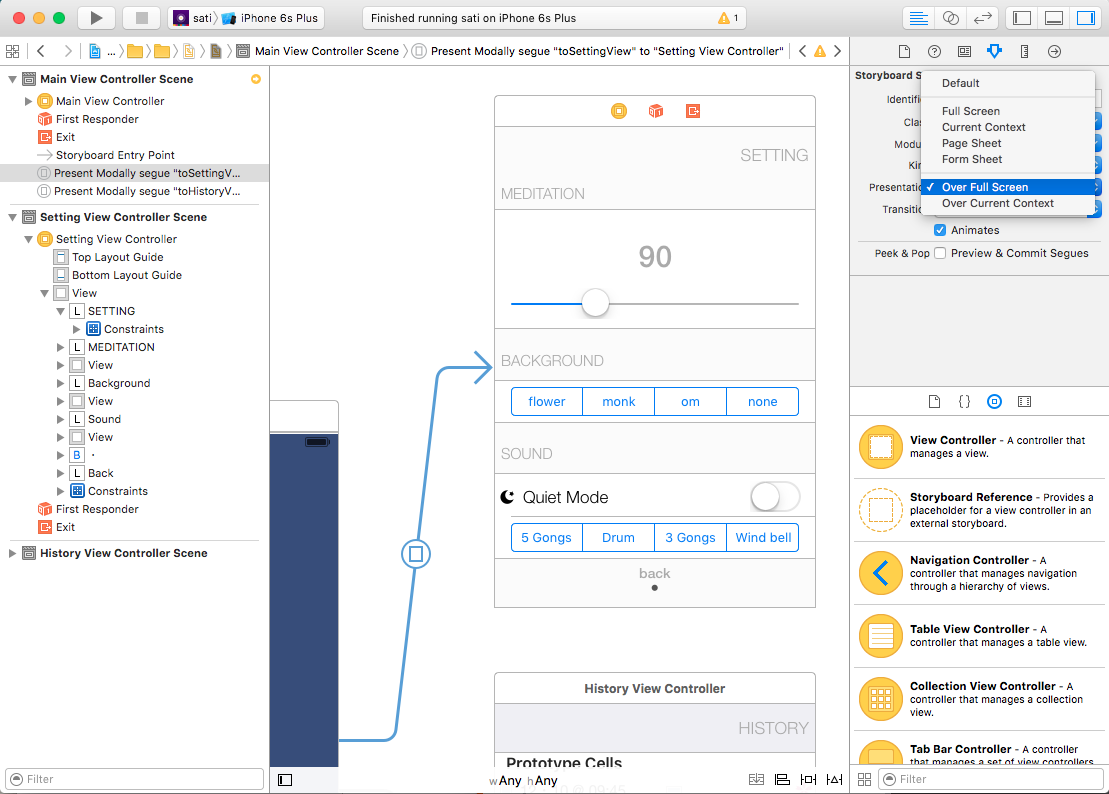 sati
iPhone 6s Plus
Finished running sati on iPhone 6s Plus
1
...
Main View Controller Scene
Present Modally segue "toSettingView" to "Setting View Controller"
Main View Controller Scene
Main View Controller
First Responder
Exit
Storyboard Entry Point
Present Modally segue "toSettingV...
Present Modally segue "toHistoryV...
Setting View Controller Scene
Setting View Controller
Top Layout Guide
Bottom Layout Guide
View
L SETTING
Constraints
L MEDITATION
View
L Background
View
L Sound
View
B ·
L Back
Constraints
First Responder
Exit
History View Controller Scene
Filter
SETTING
MEDITATION
90
BACKGROUND
flower
monk
om
none
SOUND
Quiet Mode
5 Gongs
Drum
3 Gongs
Wind bell
back
History View Controller
HISTORY
Prototype Cells
wAny hAny
Storyboard S
Identifi
Clas
Modu
Kin
Presentatio
Transitio
Default
Full Screen
Current Context
Page Sheet
Form Sheet
✓ Over Full Screen
Over Current Context
Animates
Peek & Pop
Preview & Commit Segues
{ }
View Controller - A controller that
manages a view.
Storyboard Reference - Provides a
placeholder for a view controller in an
external storyboard.
Navigation Controller - A
controller that manages navigation
through a hierarchy of views.
Table View Controller - A
controller that manages a table view.
Collection View Controller - A
controller that manages a collection
view.
Tab Bar Controller - A controller
that manages a set of view controllers
Filter